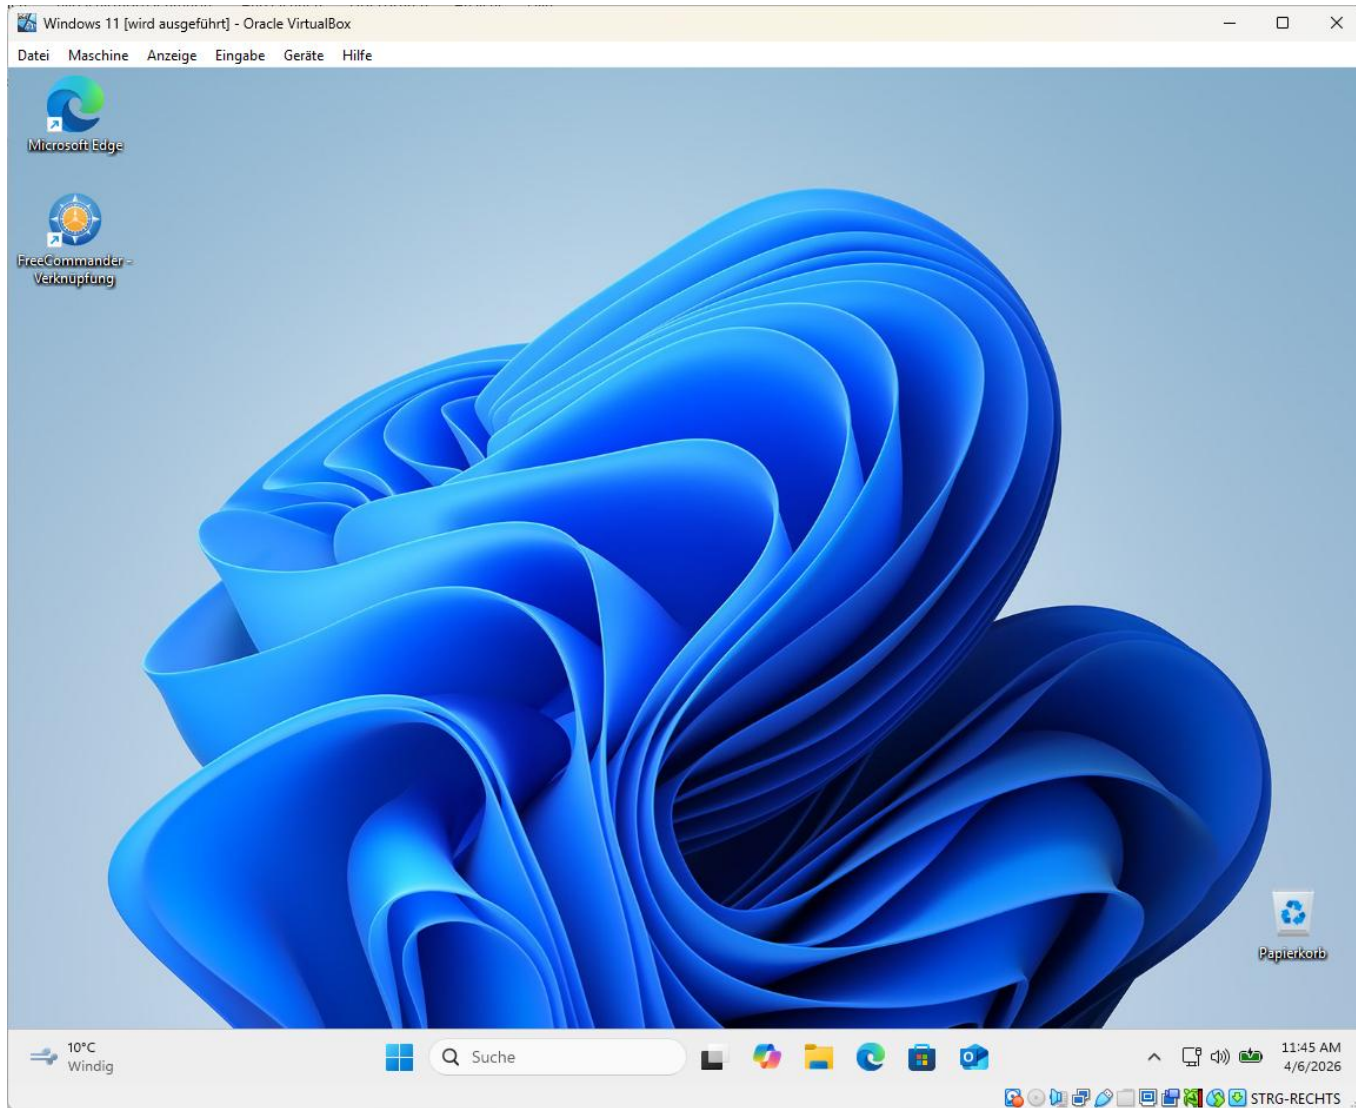 Windows 11 [wird ausgeführt] - Oracle VirtualBox
Datei Maschine Anzeige Eingabe Geräte Hilfe
Microsoft Edge
FreeCommander -
Verknüpfung
Papierkorb
10°C
Windig
Suche
11:45 AM
4/6/2026
STRG-RECHTS